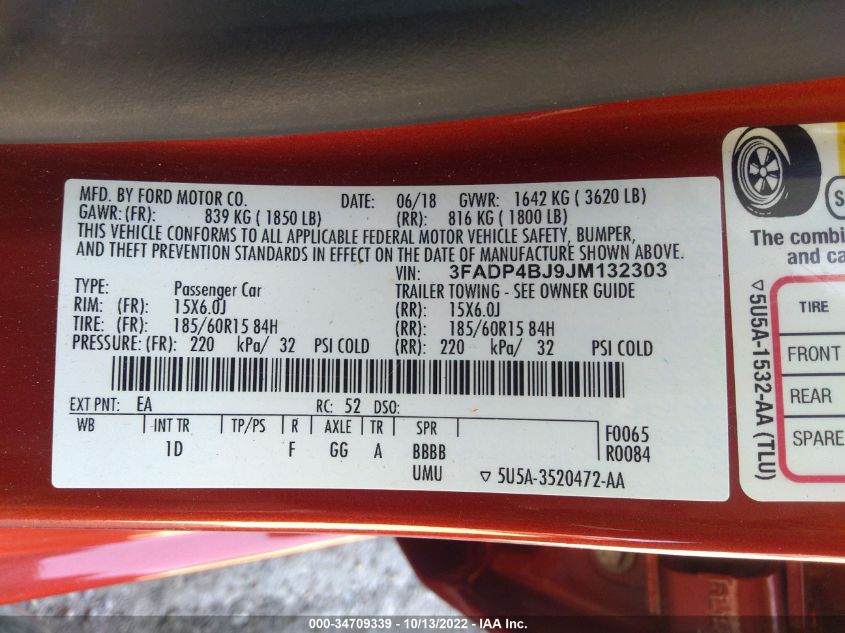 MFD. BY FORD MOTOR CO. DATE: 06/18 GVWR: 1642 KG ( 3620 LB)
GAWR: (FR): 839 KG ( 1850 LB) (RR): 816 KG ( 1800 LB)
THIS VEHICLE CONFORMS TO ALL APPLICABLE FEDERAL MOTOR VEHICLE SAFETY, BUMPER,
AND THEFT PREVENTION STANDARDS IN EFFECT ON THE DATE OF MANUFACTURE SHOWN ABOVE.
VIN: 3FADP4BJ9JM132303
TYPE: Passenger Car TRAILER TOWING - SEE OWNER GUIDE
RIM: (FR): 15X6.0J (RR): 15X6.0J
TIRE: (FR): 185/60R15 84H (RR): 185/60R15 84H
PRESSURE: (FR): 220 kPa/ 32 PSI COLD (RR): 220 kPa/ 32 PSI COLD
EXT PNT: EA RC: 52 DSO:
WB INT TR TP/PS R AXLE TR SPR F0065
1D F GG A BBBB R0084
UMU ▽ 5U5A-3520472-AA
The combi
and ca
▽5U5A-1532-AA (TLU)
TIRE
FRONT
REAR
SPARE
000-34709339 - 10/13/2022 - IAA Inc.